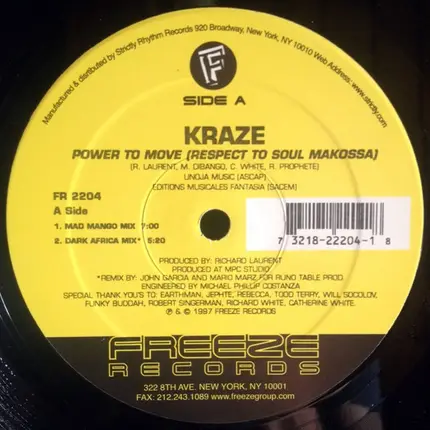 Manufactured & distributed by Strictly Rhythm Records 920 Broadway, New York, NY 10010 Web Address: www.strictly.com
SIDE A
KRAZE
POWER TO MOVE (RESPECT TO SOUL MAKOSSA)
(R. LAURENT, M. DIBANGO, C. WHITE, R. PROPHETE)
UNOJA MUSIC (ASCAP)
EDITIONS MUSICALES FANTASIA (SACEM)
FR 2204
A Side
1. MAD MANGO MIX 7:00
2. DARK AFRICA MIX* 5:20
7 3218-22204-1 8
PRODUCED BY: RICHARD LAURENT
PRODUCED AT MPC STUDIO
*REMIX BY: JOHN GARCIA AND MARIO MARZ FOR RUNO TABLE PROD.
ENGINEERED BY MICHAEL PHILLIP COSTANZA
SPECIAL THANK YOU'S TO: EARTHMAN, JEPHTE, REBECCA, TODD TERRY, WILL SOCOLOV,
FUNKY BUDDAH, ROBERT SINGERMAN, RICHARD WHITE, CATHERINE WHITE.
℗ & © 1997 FREEZE RECORDS
FREEZE
RECORDS
322 8TH AVE. NEW YORK, NY 10001
FAX: 212.243.1089 www.freezegroup.com